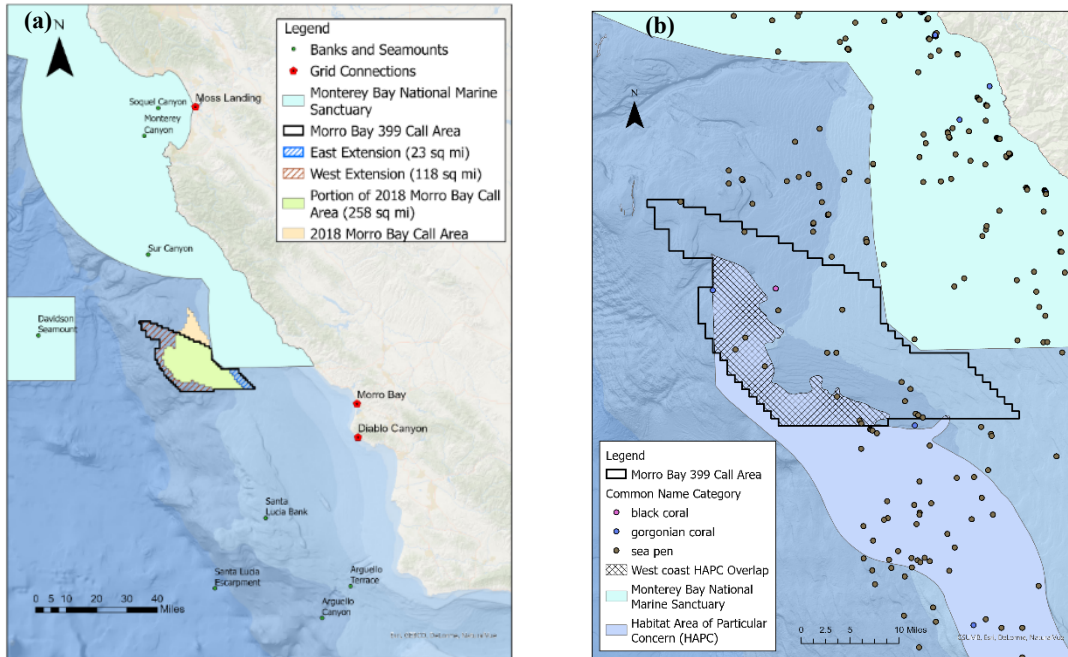 (a)
N
Legend
Banks and Seamounts
Grid Connections
Monterey Bay National Marine
Sanctuary
Morro Bay 399 Call Area
East Extension (23 sq mi)
West Extension (118 sq mi)
Portion of 2018 Morro Bay Call
Area (258 sq mi)
2018 Morro Bay Call Area
Soquel Canyon
Moss Landing
Monterey
Canyon
Sur Canyon
Davidson
Seamount
Morro Bay
Diablo Canyon
Santa
Lucia Bank
Santa Lucia
Escarpment
Arguello
Terrace
Arguello
Canyon
0 5 10 20 30 40
Miles
(b)
N
Legend
Morro Bay 399 Call Area
Common Name Category
black coral
gorgonian coral
sea pen
West coast HAPC Overlap
Monterey Bay National
Marine Sanctuary
Habitat Area of Particular
Concern (HAPC)
0 2.5 5 10 Miles